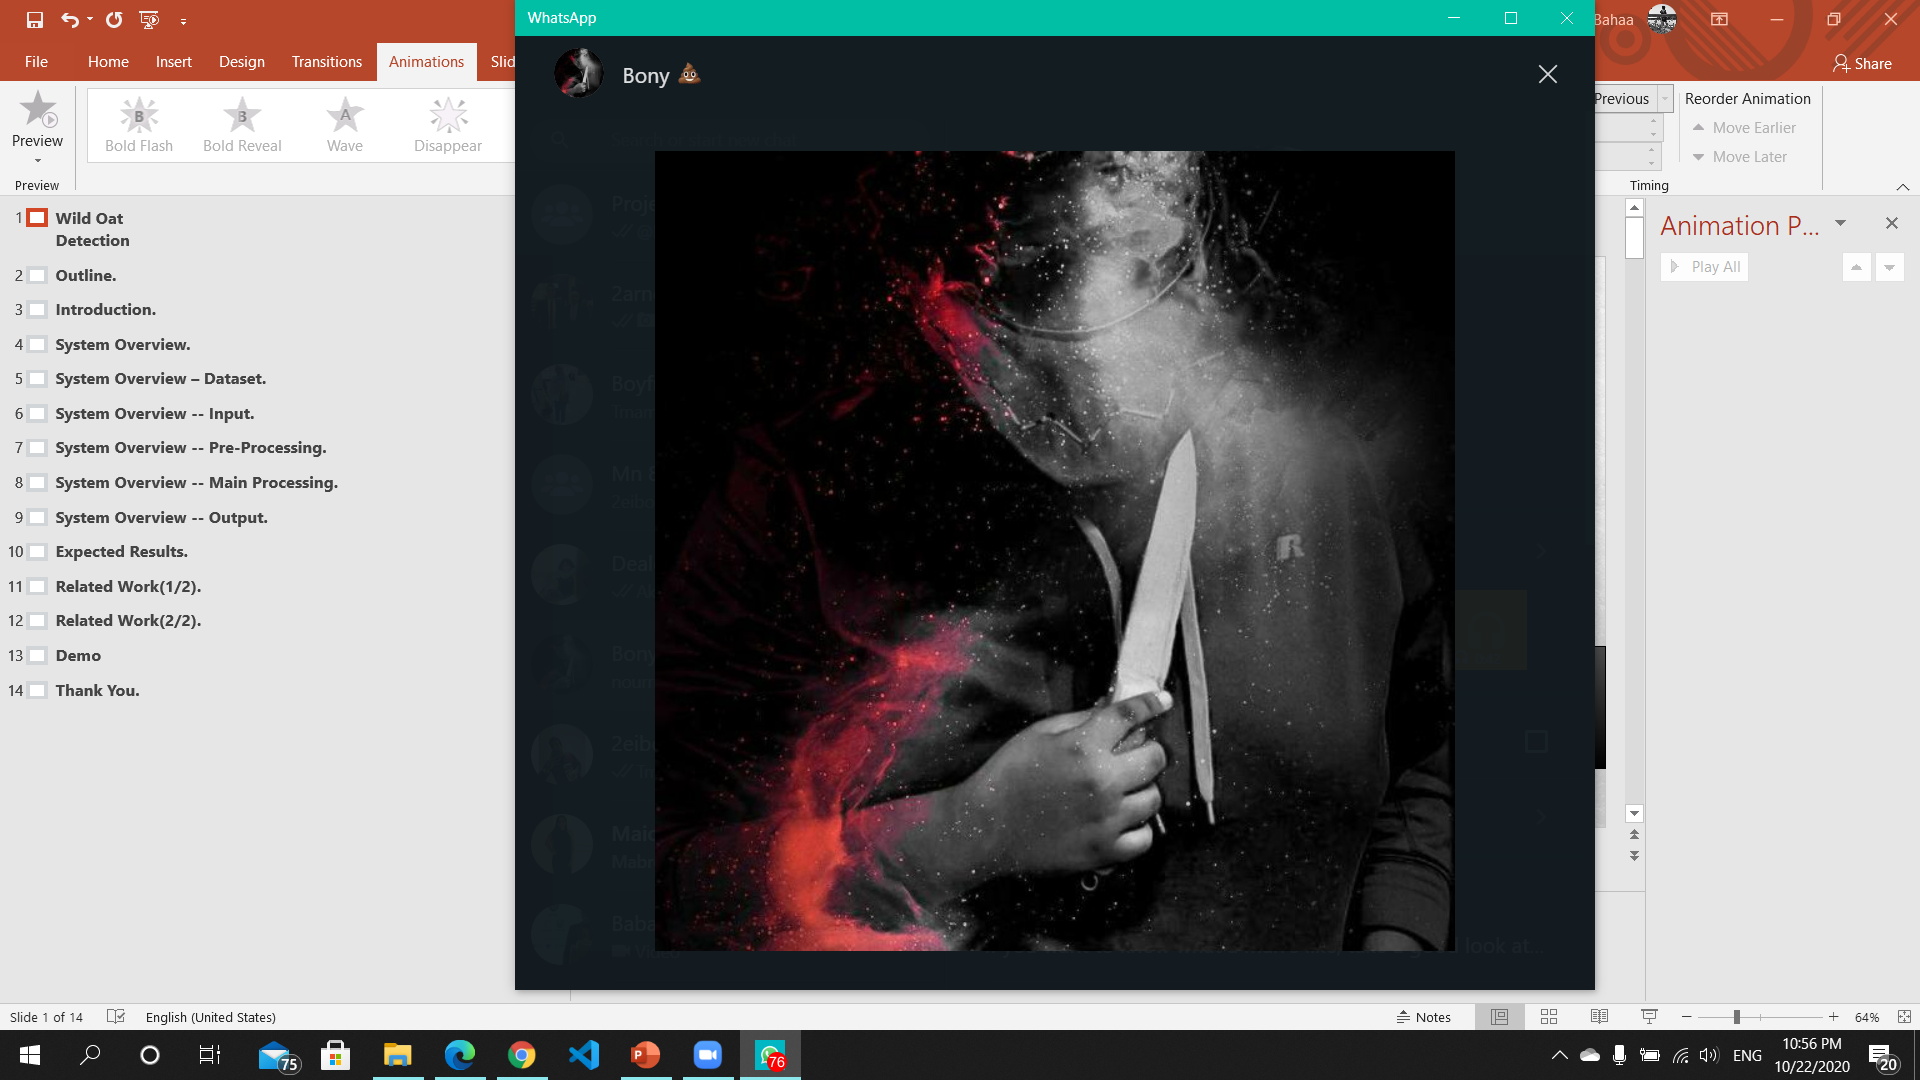 WhatsApp
Bahaa
File
Home
Insert
Design
Transitions
Animations
Slid
Share
Preview
Preview
B
Bold Flash
B
Bold Reveal
A
Wave
Disappear
Previous
Reorder Animation
Move Earlier
Move Later
Timing
Bony 💩
1 Wild Oat
Detection
2 Outline.
3 Introduction.
4 System Overview.
5 System Overview – Dataset.
6 System Overview -- Input.
7 System Overview -- Pre-Processing.
8 System Overview -- Main Processing.
9 System Overview -- Output.
10 Expected Results.
11 Related Work(1/2).
12 Related Work(2/2).
13 Demo
14 Thank You.
R
Animation P...
Play All
look at...
Slide 1 of 14
English (United States)
Notes
64%
75
76
ENG
10:56 PM
10/22/2020
20